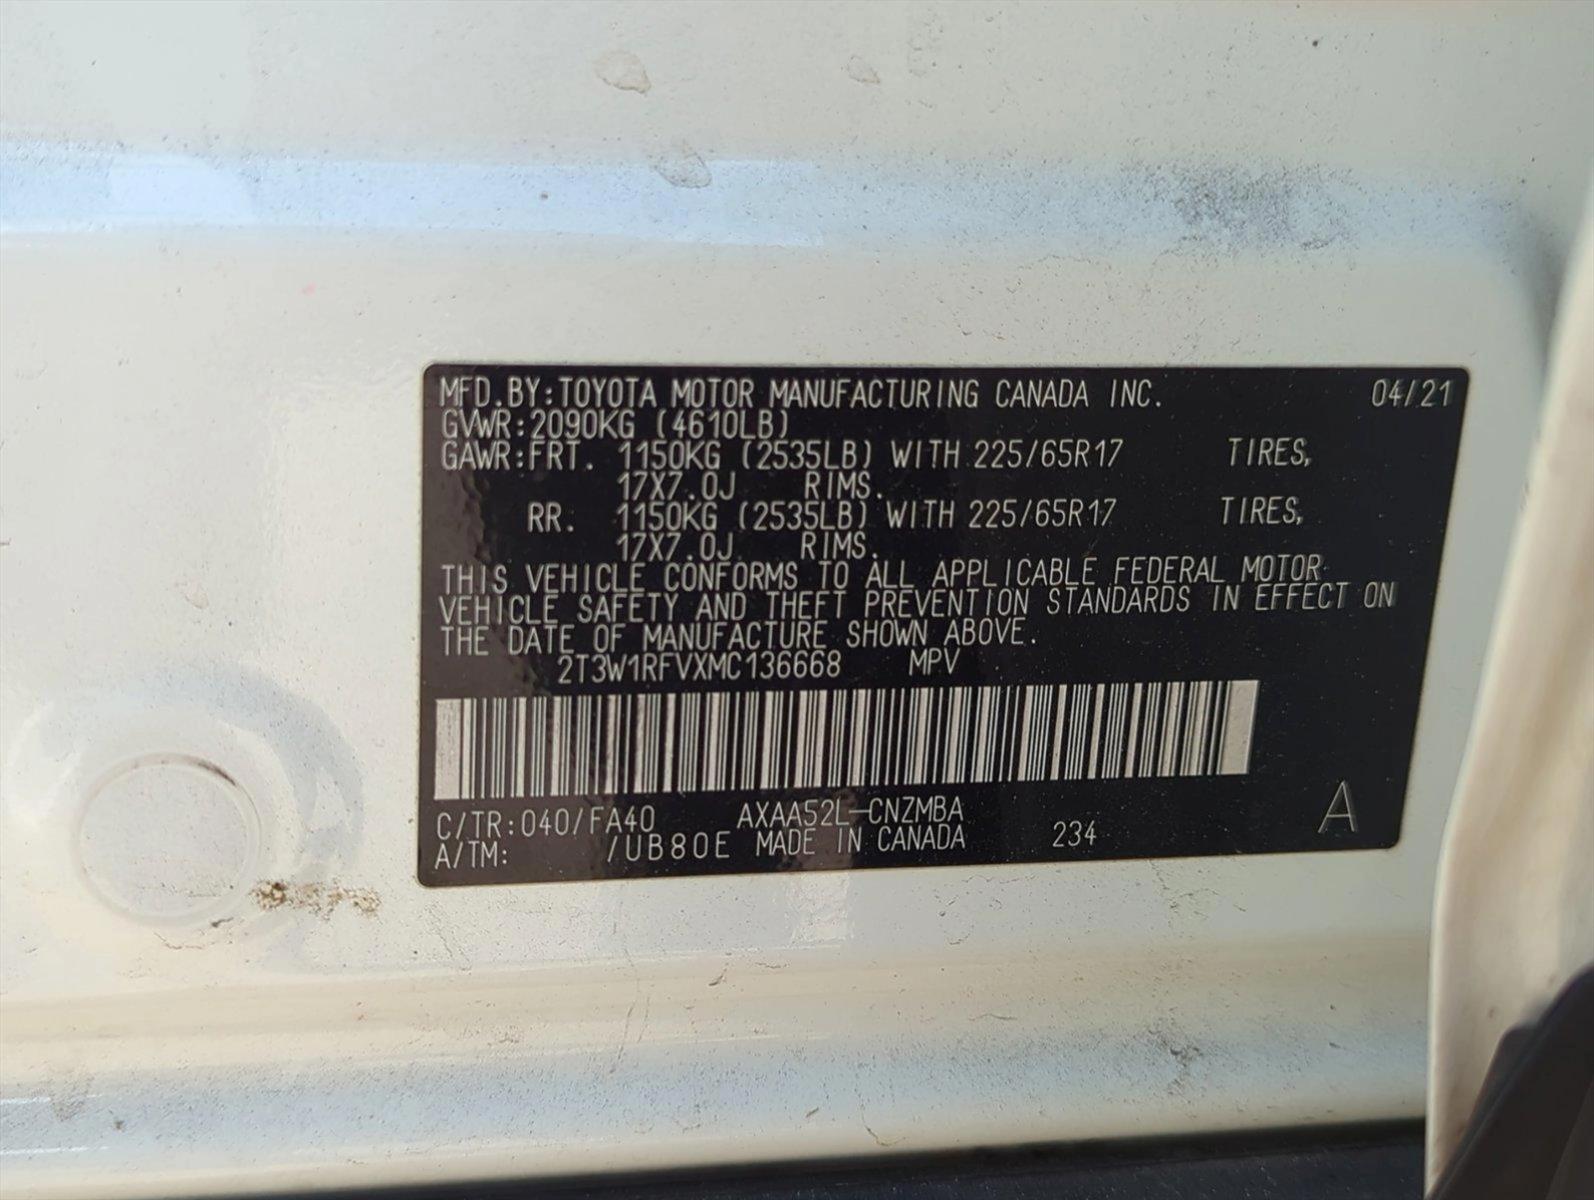 MFD.BY:TOYOTA MOTOR MANUFACTURING CANADA INC. 04/21
GVWR:2090KG (4610LB)
GAWR:FRT. 1150KG (2535LB) WITH 225/65R17 TIRES,
17X7.0J RIMS.
RR. 1150KG (2535LB) WITH 225/65R17 TIRES,
17X7.0J RIMS.
THIS VEHICLE CONFORMS TO ALL APPLICABLE FEDERAL MOTOR
VEHICLE SAFETY AND THEFT PREVENTION STANDARDS IN EFFECT ON
THE DATE OF MANUFACTURE SHOWN ABOVE.
2T3W1RFVXMC136668 MPV
C/TR:040/FA40 AXAA52L-CNZMBA
A/TM: /UB80E MADE IN CANADA 234 A